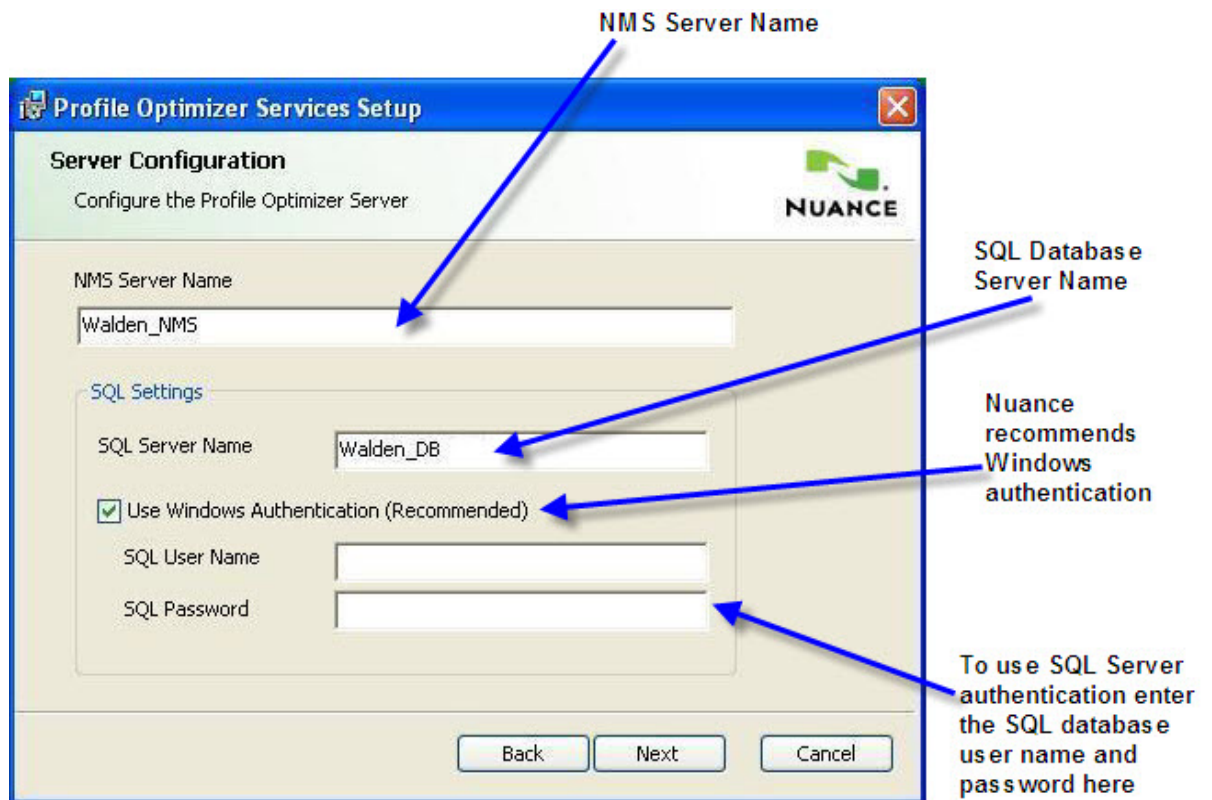 NMS Server Name
Profile Optimizer Services Setup
Server Configuration
Configure the Profile Optimizer Server
NUANCE
NMS Server Name
Walden_NMS
SQL Settings
SQL Server Name
Walden_DB
Use Windows Authentication (Recommended)
SQL User Name
SQL Password
Back
Next
Cancel
SQL Database
Server Name
Nuance
recommends
Windows
authentication
To use SQL Server
authentication enter
the SQL database
user name and
password here